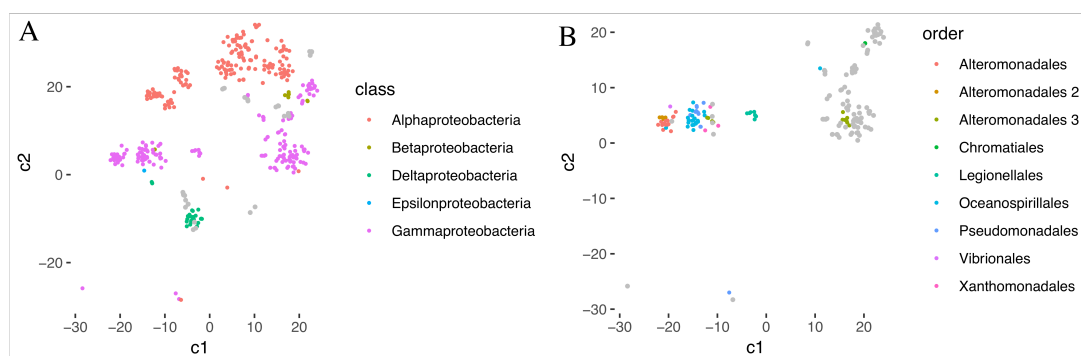 A
20
0
−20
−30
−20
−10
0
10
20
c1
c2
class
Alphaproteobacteria
Betaproteobacteria
Deltaproteobacteria
Epsilonproteobacteria
Gammaproteobacteria
B
20
10
0
−10
−20
−30
−30
−20
−10
0
10
20
c1
c2
order
Alteromonadales
Alteromonadales 2
Alteromonadales 3
Chromatiales
Legionellales
Oceanospirillales
Pseudomonadales
Vibrionales
Xanthomonadales